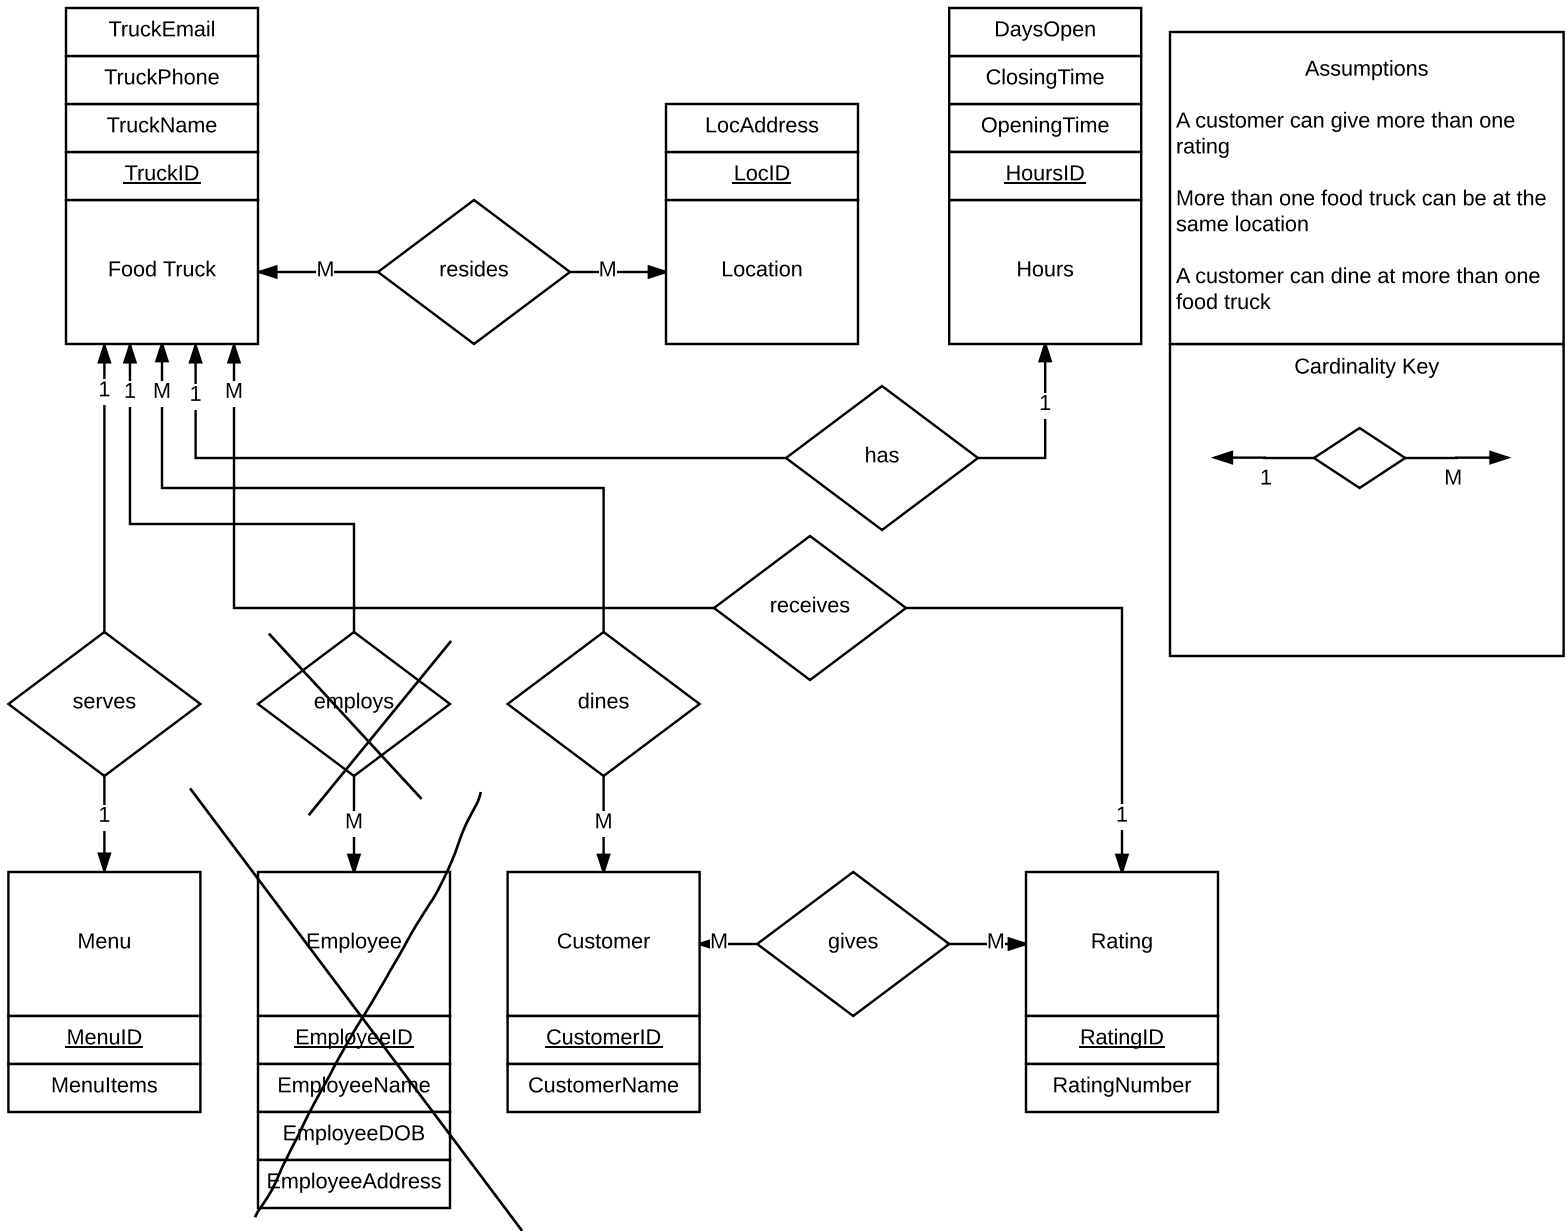 TruckEmail
TruckPhone
TruckName
TruckID
Food Truck
LocAddress
LocID
Location
DaysOpen
ClosingTime
OpeningTime
HoursID
Hours
Assumptions
A customer can give more than one
rating
More than one food truck can be at the
same location
A customer can dine at more than one
food truck
Cardinality Key
1
M
M
resides
M
1
1
M
1
M
has
1
receives
1
serves
1
employs
M
dines
M
Menu
MenuID
MenuItems
Employee
EmployeeID
EmployeeName
EmployeeDOB
EmployeeAddress
Customer
CustomerID
CustomerName
M
gives
M
Rating
RatingID
RatingNumber